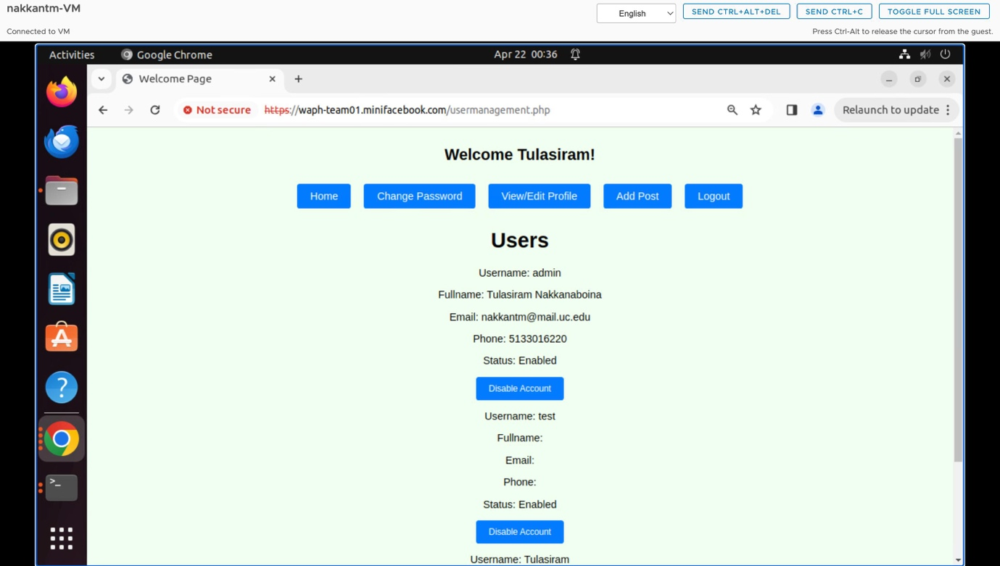 nakkantm-VM
English
SEND CTRL+ALT+DEL
SEND CTRL+C
TOGGLE FULL SCREEN
Connected to VM
Press Ctrl-Alt to release the cursor from the guest.
Activities
Google Chrome
Apr 22 00:36
Welcome Page
Not secure
https://waph-team01.minifacebook.com/usermanagement.php
Relaunch to update
Welcome Tulasiram!
Home
Change Password
View/Edit Profile
Add Post
Logout
Users
Username: admin
Fullname: Tulasiram Nakkanaboina
Email: nakkantm@mail.uc.edu
Phone: 5133016220
Status: Enabled
Disable Account
Username: test
Fullname:
Email:
Phone:
Status: Enabled
Disable Account
Username: Tulasiram